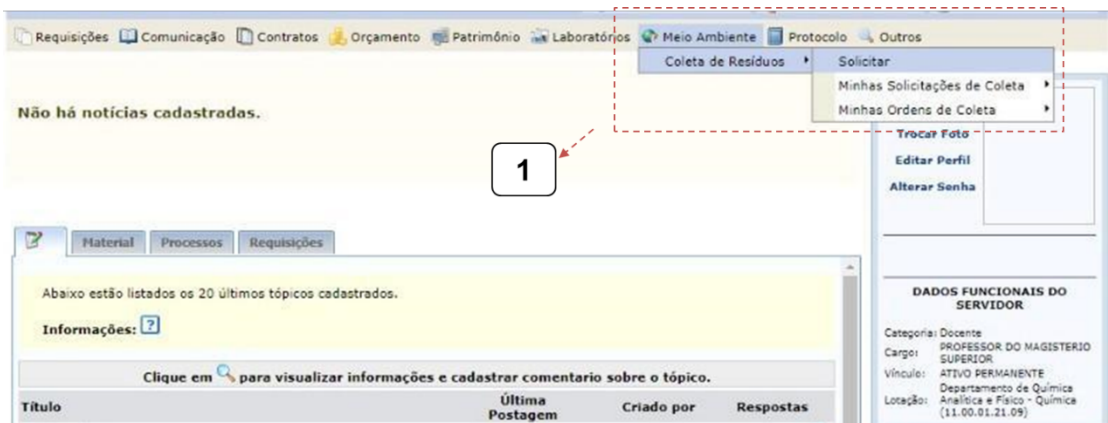 Requisições Comunicação Contratos Orçamento Patrimônio Laboratórios Meio Ambiente Protocolo Outros
Coleta de Resíduos Solicitar
Minhas Solicitações de Coleta
Minhas Ordens de Coleta
Não há notícias cadastradas.
Trocar Foto
1
Editar Perfil
Alterar Senha
Material Processos Requisições
Abaixo estão listados os 20 últimos tópicos cadastrados.
Informações: ?
Clique em para visualizar informações e cadastrar comentario sobre o tópico.
Título Última Postagem Criado por Respostas
DADOS FUNCIONAIS DO
SERVIDOR
Categoria: Docente
Cargo: PROFESSOR DO MAGISTERIO
SUPERIOR
Vínculo: ATIVO PERMANENTE
Lotação: Departamento de Química
Analítica e Físico - Química
(11.00.01.21.09)